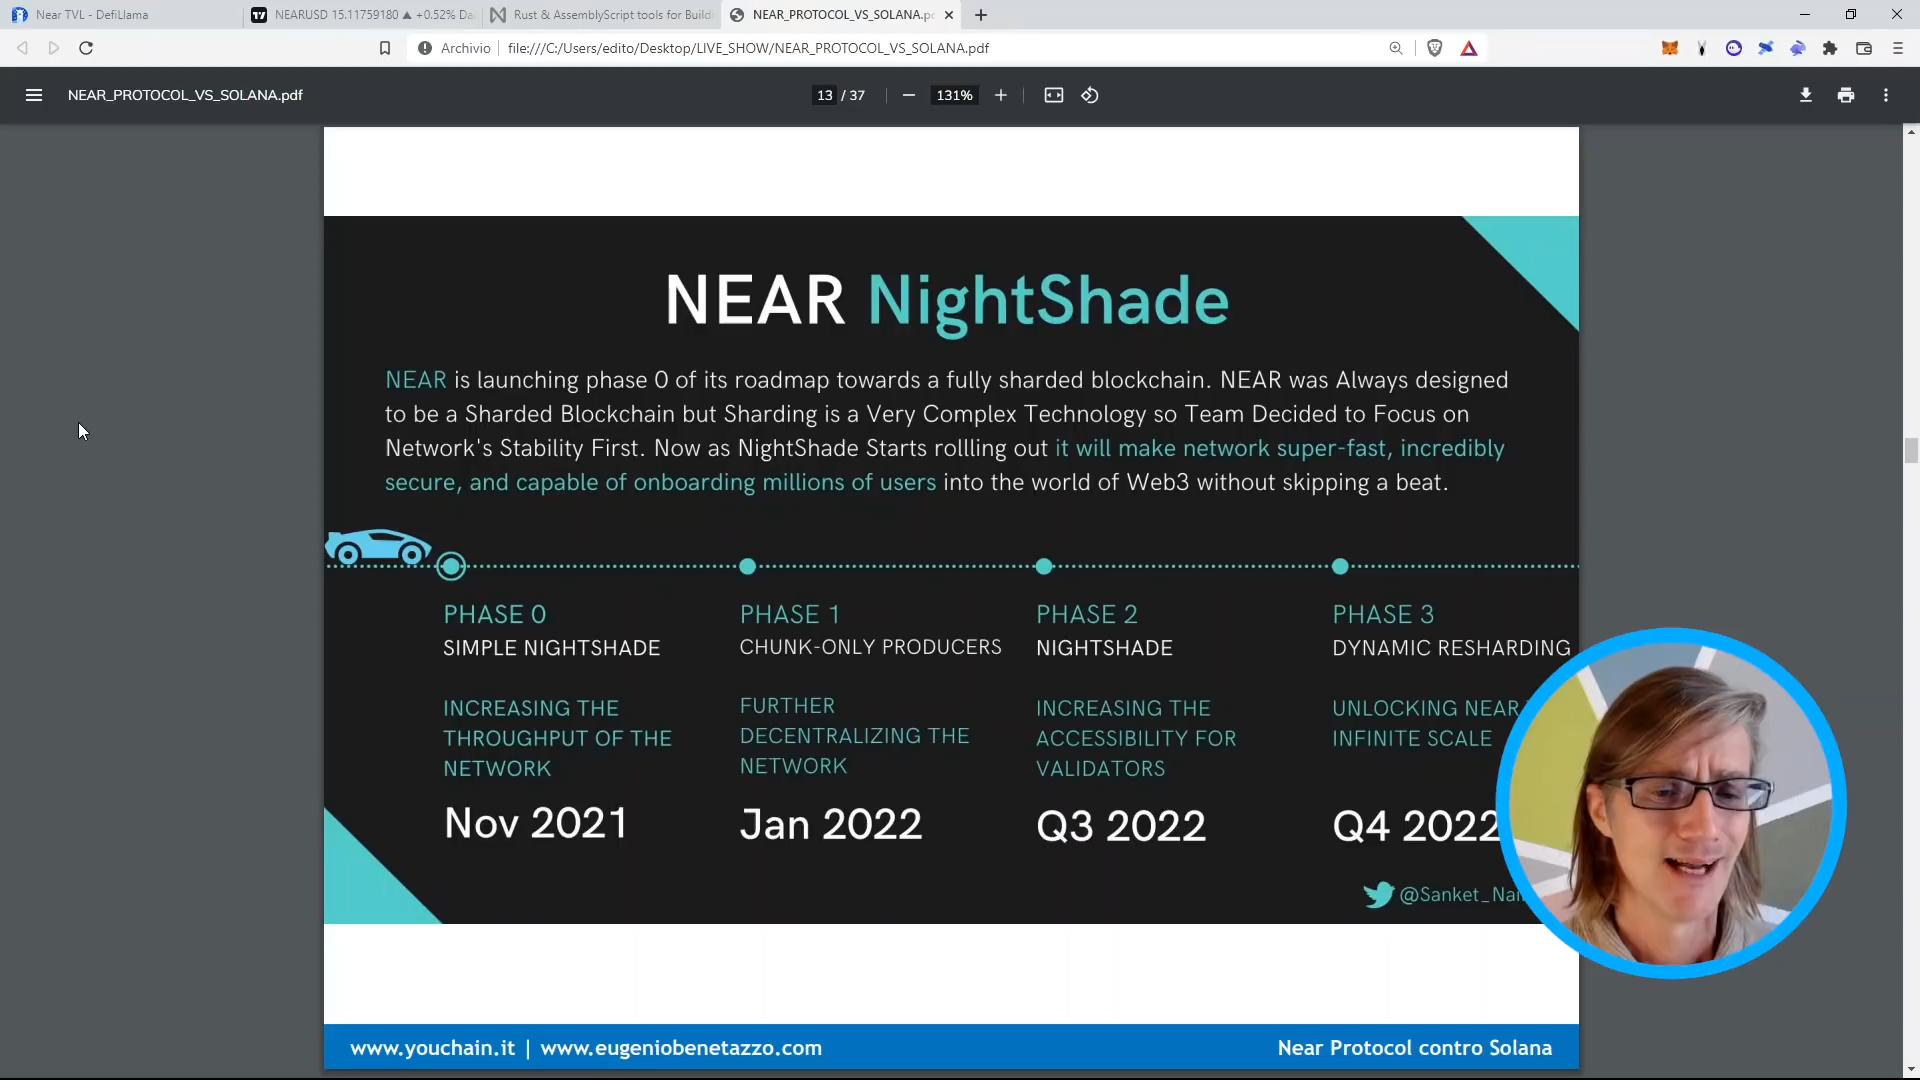 Near TVL - DefiLlama
NEARUSD 15.11759180 ▲ +0.52%
Rust & AssemblyScript tools for
NEAR_PROTOCOL_VS_SOLANA
Archivio
file:///C:/Users/edito/Desktop/LIVE_SHOW/NEAR_PROTOCOL_VS_SOLANA.pdf
NEAR_PROTOCOL_VS_SOLANA.pdf
13 / 37
131%
NEAR NightShade
NEAR is launching phase 0 of its roadmap towards a fully sharded blockchain. NEAR was Always designed
to be a Sharded Blockchain but Sharding is a Very Complex Technology so Team Decided to Focus on
Network's Stability First. Now as NightShade Starts rollling out it will make network super-fast, incredibly
secure, and capable of onboarding millions of users into the world of Web3 without skipping a beat.
PHASE 0
SIMPLE NIGHTSHADE
INCREASING THE
THROUGHPUT OF THE
NETWORK
Nov 2021
PHASE 1
CHUNK-ONLY PRODUCERS
FURTHER
DECENTRALIZING THE
NETWORK
Jan 2022
PHASE 2
NIGHTSHADE
INCREASING THE
ACCESSIBILITY FOR
VALIDATORS
Q3 2022
PHASE 3
DYNAMIC RESHARDING
UNLOCKING NEAR
INFINITE SCALE
Q4 2022
www.youchain.it | www.eugeniobenetazzo.com
Near Protocol contro Solana